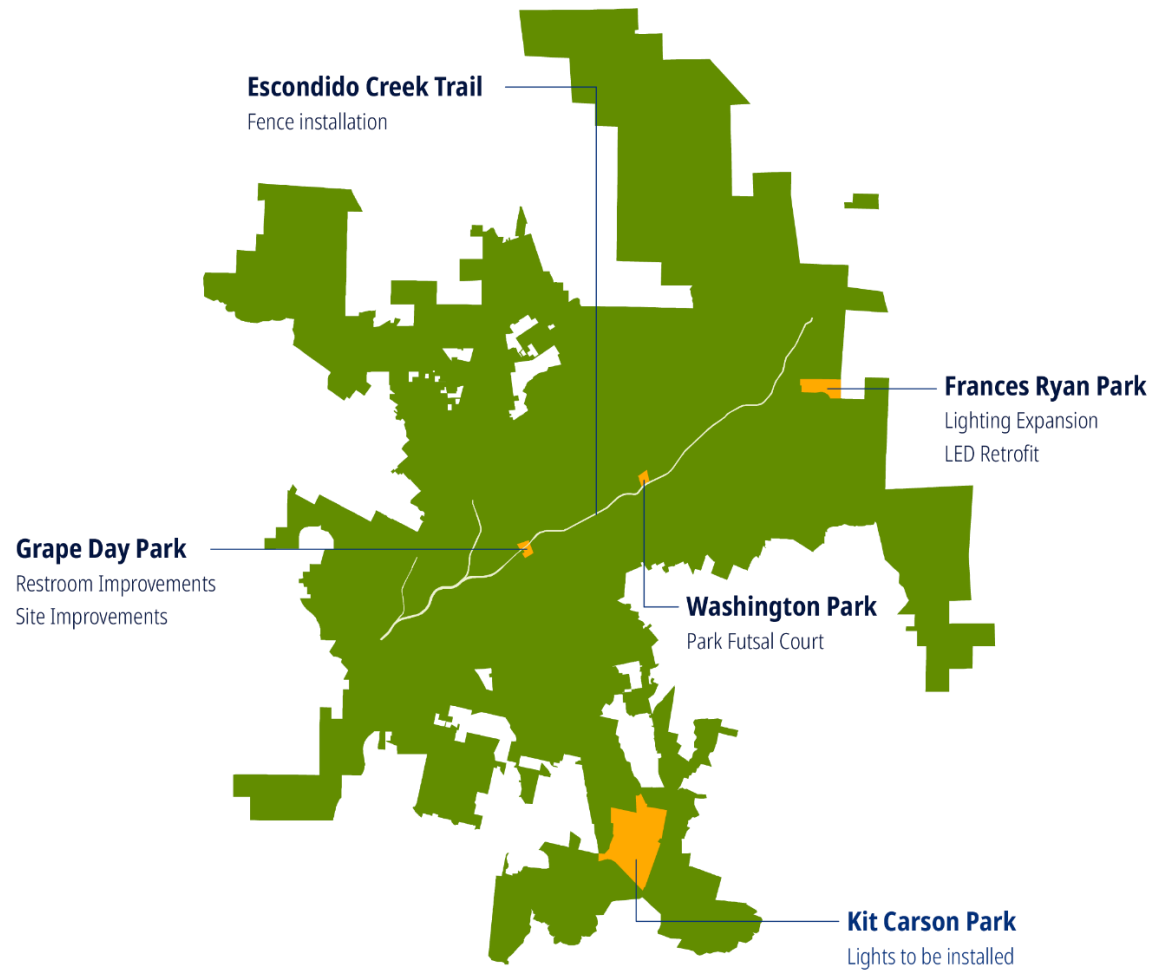 Escondido Creek Trail
Fence installation
Frances Ryan Park
Lighting Expansion
LED Retrofit
Grape Day Park
Restroom Improvements
Site Improvements
Washington Park
Park Futsal Court
Kit Carson Park
Lights to be installed